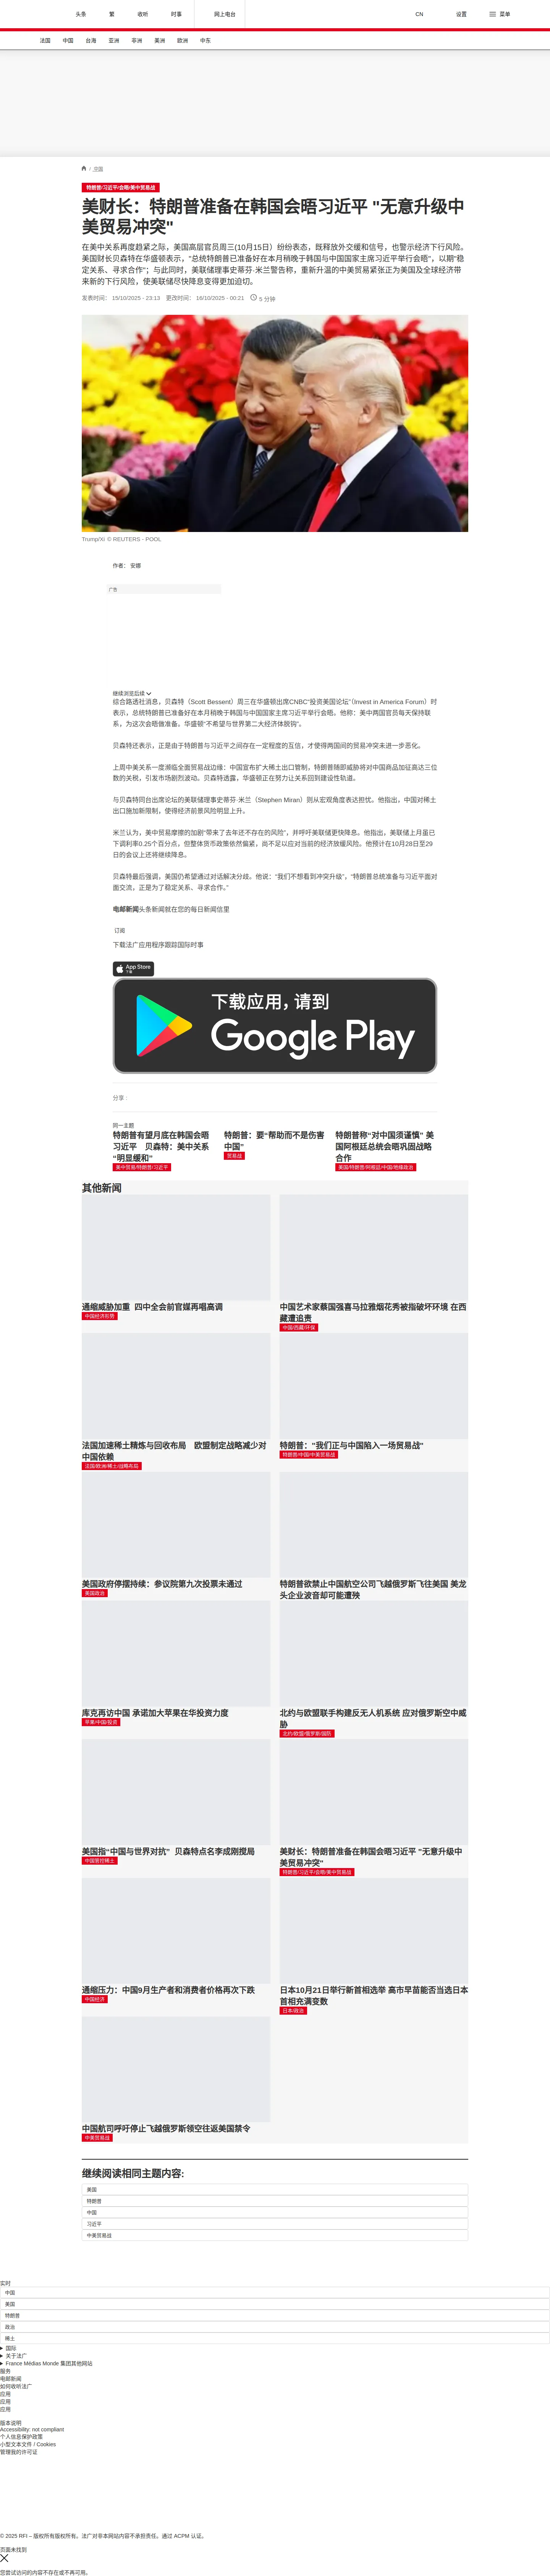 头条
繁
收听
时事
网上电台
CN
设置
菜单
法国
中国
台海
亚洲
非洲
美洲
欧洲
中东
/ 中国
特朗普/习近平/会晤/美中贸易战
美财长：特朗普准备在韩国会晤习近平 "无意升级中
美贸易冲突"
在美中关系再度趋紧之际，美国高层官员周三(10月15日）纷纷表态，既释放外交缓和信号，也警示经济下行风险。
美国财长贝森特在华盛顿表示，"总统特朗普已准备好在本月稍晚于韩国与中国国家主席习近平举行会晤，以期"稳
定关系、寻求合作"；与此同时，美联储理事史蒂芬·米兰警告称，重新升温的中美贸易紧张正为美国及全球经济带
来新的下行风险，使美联储尽快降息变得更加迫切。
发表时间： 15/10/2025 - 23:13 更改时间： 16/10/2025 - 00:21 5 分钟
Trump/Xi © REUTERS - POOL
作者： 安娜
广告
继续浏览后续
综合路透社消息，贝森特（Scott Bessent）周三在华盛顿出席CNBC"投资美国论坛"（Invest in America Forum）时
表示，总统特朗普已准备好在本月稍晚于韩国与中国国家主席习近平举行会晤。他称：美中两国官员每天保持联
系，为这次会晤做准备，华盛顿"不希望与世界第二大经济体脱钩"。
贝森特还表示，正是由于特朗普与习近平之间存在一定程度的互信，才使得两国间的贸易冲突未进一步恶化。
上周中美关系一度濒临全面贸易战边缘：中国宣布扩大稀土出口管制，特朗普随即威胁将对中国商品加征高达三位
数的关税，引发市场剧烈波动。贝森特透露，华盛顿正在努力让关系回到建设性轨道。
与贝森特同台出席论坛的美联储理事史蒂芬·米兰（Stephen Miran）则从宏观角度表达担忧。他指出，中国对稀土
出口施加新限制，使得经济前景风险明显上升。
米兰认为，美中贸易摩擦的加剧"带来了去年还不存在的风险"，并呼吁美联储更快降息。他指出，美联储上月虽已
下调利率0.25个百分点，但整体货币政策依然偏紧，尚不足以应对当前的经济放缓风险。他预计在10月28日至29
日的会议上还将继续降息。
贝森特最后强调，美国仍希望通过对话解决分歧。他说："我们不想看到冲突升级"，"特朗普总统准备与习近平面对
面交流，正是为了稳定关系、寻求合作。"
电邮新闻头条新闻就在您的每日新闻信里
订阅
下载法广应用程序跟踪国际时事
App Store
下载
下载应用，请到
Google Play
分享 :
同一主题
特朗普有望月底在韩国会晤
习近平　贝森特：美中关系
"明显缓和"
美中贸易/特朗普/习近平
特朗普：要"帮助而不是伤害
中国"
贸易战
特朗普称"对中国须谨慎" 美
国阿根廷总统会晤巩固战略
合作
美国/特朗普/阿根廷/中国/地缘政治
其他新闻
通缩威胁加重 四中全会前官媒再唱高调
中国经济形势
中国艺术家蔡国强喜马拉雅烟花秀被指破坏环境 在西
藏遭追责
中国/西藏/环保
法国加速稀土精炼与回收布局　欧盟制定战略减少对
中国依赖
法国/欧洲/稀土/战略布局
特朗普："我们正与中国陷入一场贸易战"
特朗普/中国/中美贸易战
美国政府停摆持续：参议院第九次投票未通过
美国政治
特朗普欲禁止中国航空公司飞越俄罗斯飞往美国 美龙
头企业波音却可能遭殃
库克再访中国 承诺加大苹果在华投资力度
苹果/中国/投资
北约与欧盟联手构建反无人机系统 应对俄罗斯空中威
胁
北约/欧盟/俄罗斯/国防
美国指"中国与世界对抗" 贝森特点名李成刚搅局
中国管控稀土
美财长：特朗普准备在韩国会晤习近平 "无意升级中
美贸易冲突"
特朗普/习近平/会晤/美中贸易战
通缩压力：中国9月生产者和消费者价格再次下跌
中国经济
日本10月21日举行新首相选举 高市早苗能否当选日本
首相充满变数
日本/政治
中国航司呼吁停止飞越俄罗斯领空往返美国禁令
中美贸易战
继续阅读相同主题内容:
美国
特朗普
中国
习近平
中美贸易战
实时
中国
美国
特朗普
政治
稀土
国际
关于法广
France Médias Monde 集团其他网站
服务
电邮新闻
如何收听法广
应用
应用
应用
版本说明
Accessibility: not compliant
个人信息保护政策
小型文本文件 / Cookies
管理我的许可证
© 2025 RFI – 版权所有版权所有。法广对非本网站内容不承担责任。通过 ACPM 认证。
页面未找到
您尝试访问的内容不存在或不再可用。